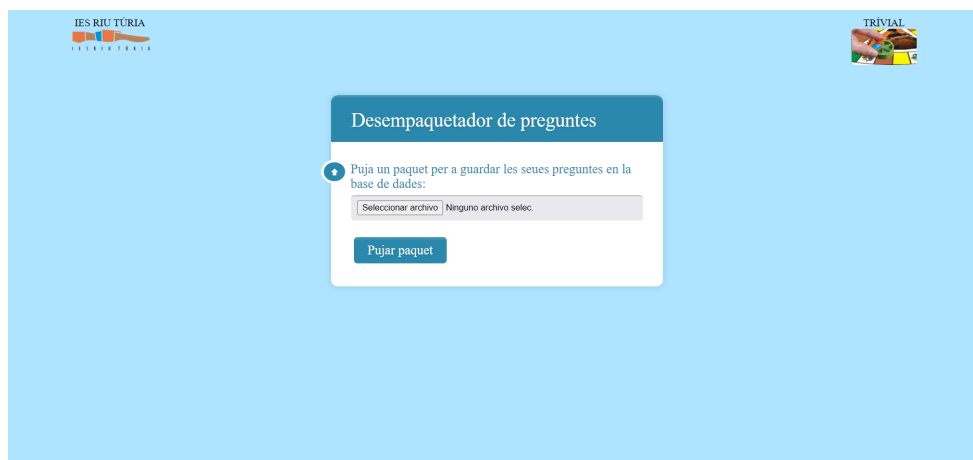 IES RIU TÚRIA
I E S R I U T Ú R I A
TRÍVIAL
Desempaquetador de preguntes
Puja un paquet per a guardar les seues preguntes en la
base de dades:
Seleccionar archivo Ninguno archivo selec.
Pujar paquet